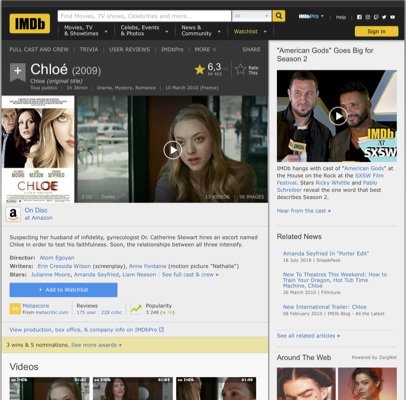 IMDb
Find Movies, TV shows, Celebrities and more...
All
IMDbPro
Help
Movies, TV
& Showtimes
Celebs, Events
& Photos
News &
Community
Watchlist
Sign in
FULL CAST AND CREW
TRIVIA
USER REVIEWS
IMDbPro
MORE
SHARE
Chloé (2009)
Chloe (original title)
Tous publics
1h 36min
Drama, Mystery, Romance
10 March 2010 (France)
6,3
Rate
This
CHLOE
2:02
Trailer
13 VIDEOS
58 IMAGES
On Disc
at Amazon
Suspecting her husband of infidelity, gynecologist Dr. Catherine Stewart hires an escort named
Chloe in order to test his faithfulness. Soon, the relationships between all three intensify.
Director: Atom Egoyan
Writers: Erin Cressida Wilson (screenplay), Anne Fontaine (motion picture "Nathalie")
Stars: Julianne Moore, Amanda Seyfried, Liam Neeson | See full cast & crew »
+ Add to Watchlist
Metascore
From metacritic.com
Reviews
175 user | 228 critic
Popularity
View production, box office, & company info on IMDbPro
3 wins & 5 nominations. See more awards »
Videos
"American Gods" Goes Big for
Season 2
IMDb
at
SXSW
IMDb hangs with cast of "American Gods" at
the House on the Rock at the SXSW Film
Festival. Stars Ricky Whittle and Pablo
Schreiber reveal the one word that best
describes Season 2.
Hear from the cast »
Related News
Amanda Seyfried In "Porter Edit"
18 July 2018 | SneakPeek
New To Theatres This Weekend: How to
Train Your Dragon, Hot Tub Time
Machine, Chloe
26 March 2010 | FilmJunk
New International Trailer: Chloe
09 February 2010 | IMDb Blog - All the Latest
See all related articles »
Around The Web
Powered by ZergNet